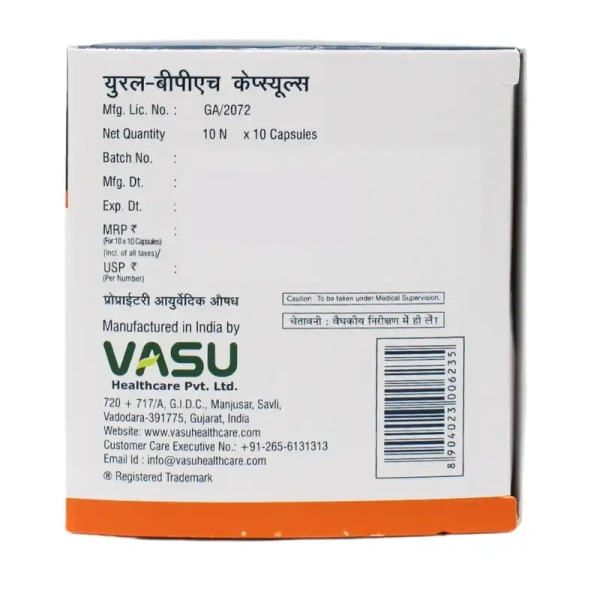 युरल-बीपीएच केप्स्यूल्स
Mfg. Lic. No. : GA/2072
Net Quantity 10 N x 10 Capsules
Batch No. :
Mfg. Dt. :
Exp. Dt. :
MRP ₹ :
(For 10 x 10 Capsules)
(incl. of all taxes)/
USP ₹ :
(Per Number)
प्रोप्राईटरी आयुर्वेदिक औषध
Caution : To be taken under Medical Supervision.
चेतावनी : वैधकीय निरीक्षण में ही लें।
Manufactured in India by
VASU
Healthcare Pvt. Ltd.
720 + 717/A, G.I.D.C., Manjusar, Savli,
Vadodara-391775, Gujarat, India
Website: www.vasuhealthcare.com
Customer Care Executive No.: +91-265-6131313
Email Id : info@vasuhealthcare.com
® Registered Trademark
8 904023 006235